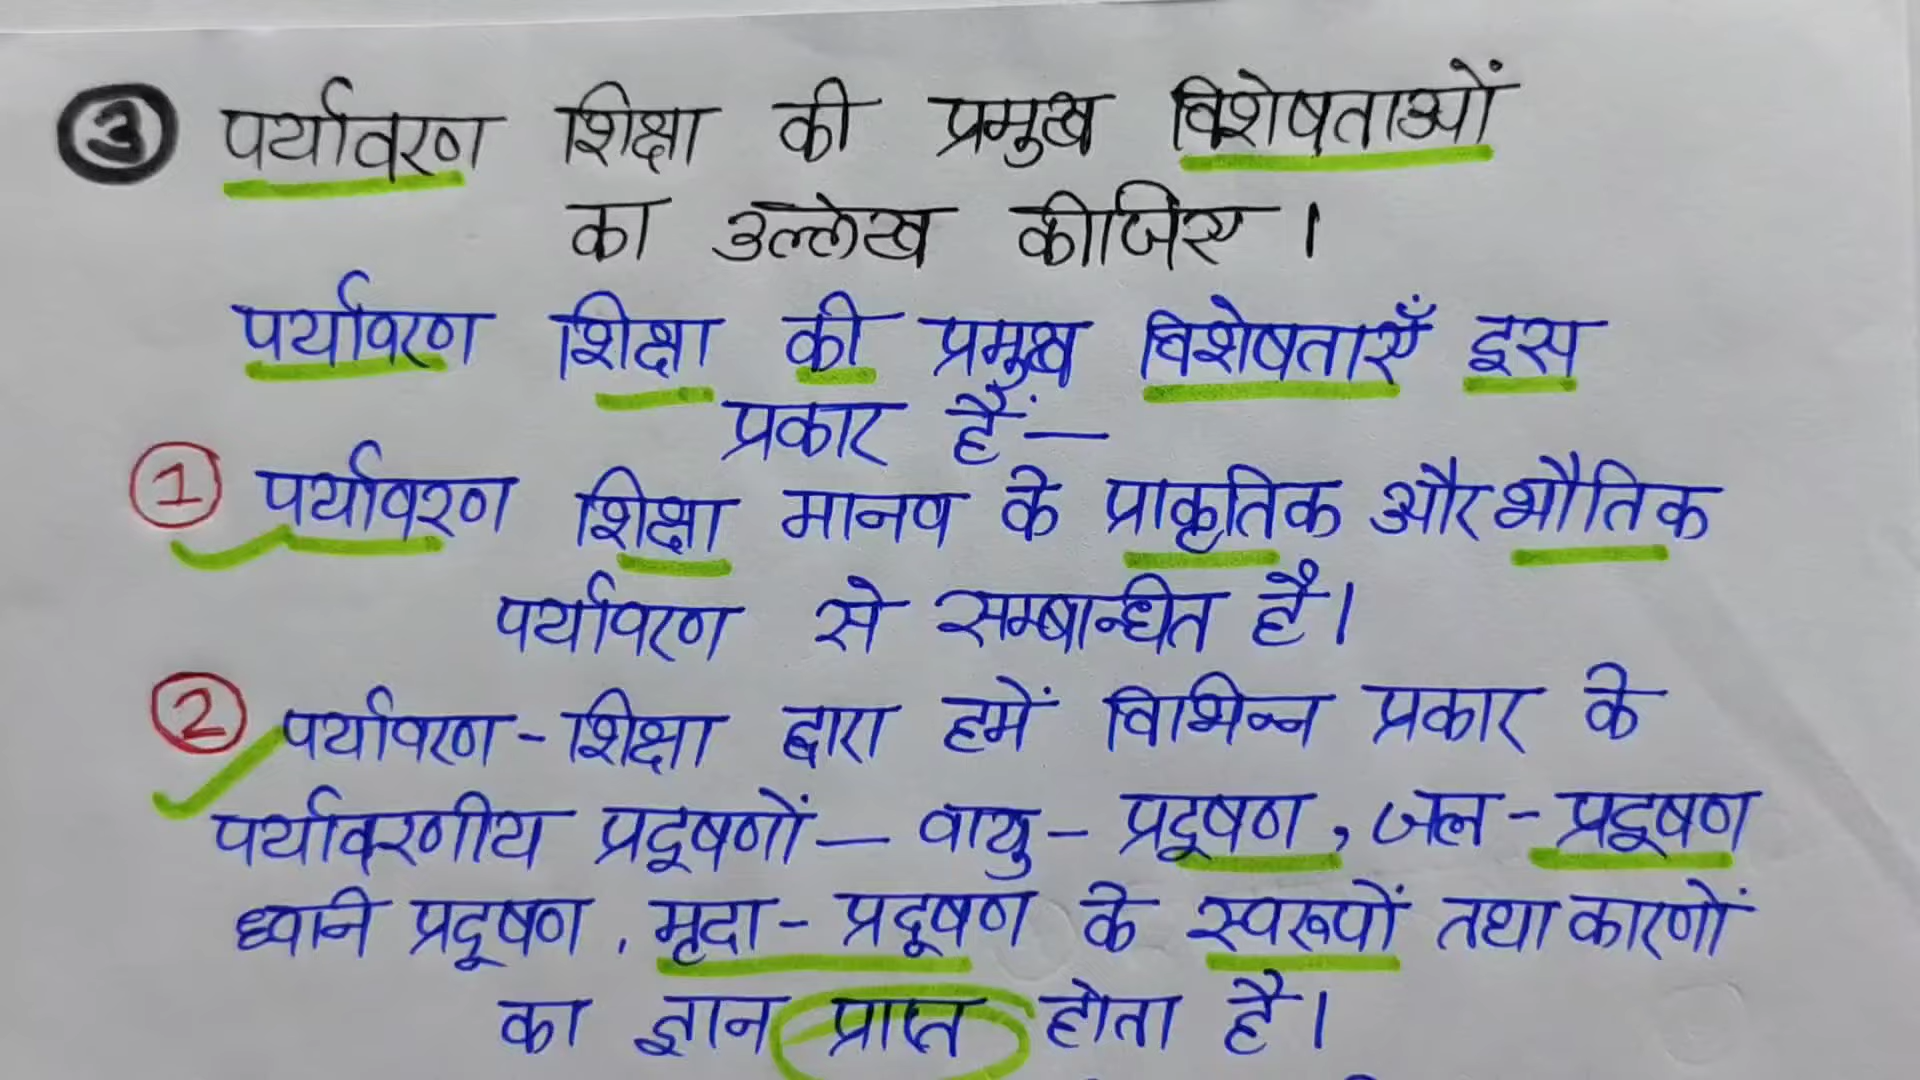 3 पर्यावरण शिक्षा की प्रमुख विशेषताओं
का उल्लेख कीजिए ।
पर्यावरण शिक्षा की प्रमुख विशेषताएँ इस
प्रकार हैं–
1 पर्यावरण शिक्षा मानव के प्राकृतिक और भौतिक
पर्यावरण से सम्बन्धित है।
2 पर्यावरण-शिक्षा द्वारा हमें विभिन्न प्रकार के
पर्यावरणीय प्रदूषणों – वायु – प्रदूषण, जल – प्रदूषण
ध्वनि प्रदूषण, मृदा – प्रदूषण के स्वरूपों तथा कारणों
का ज्ञान प्राप्त होता है।